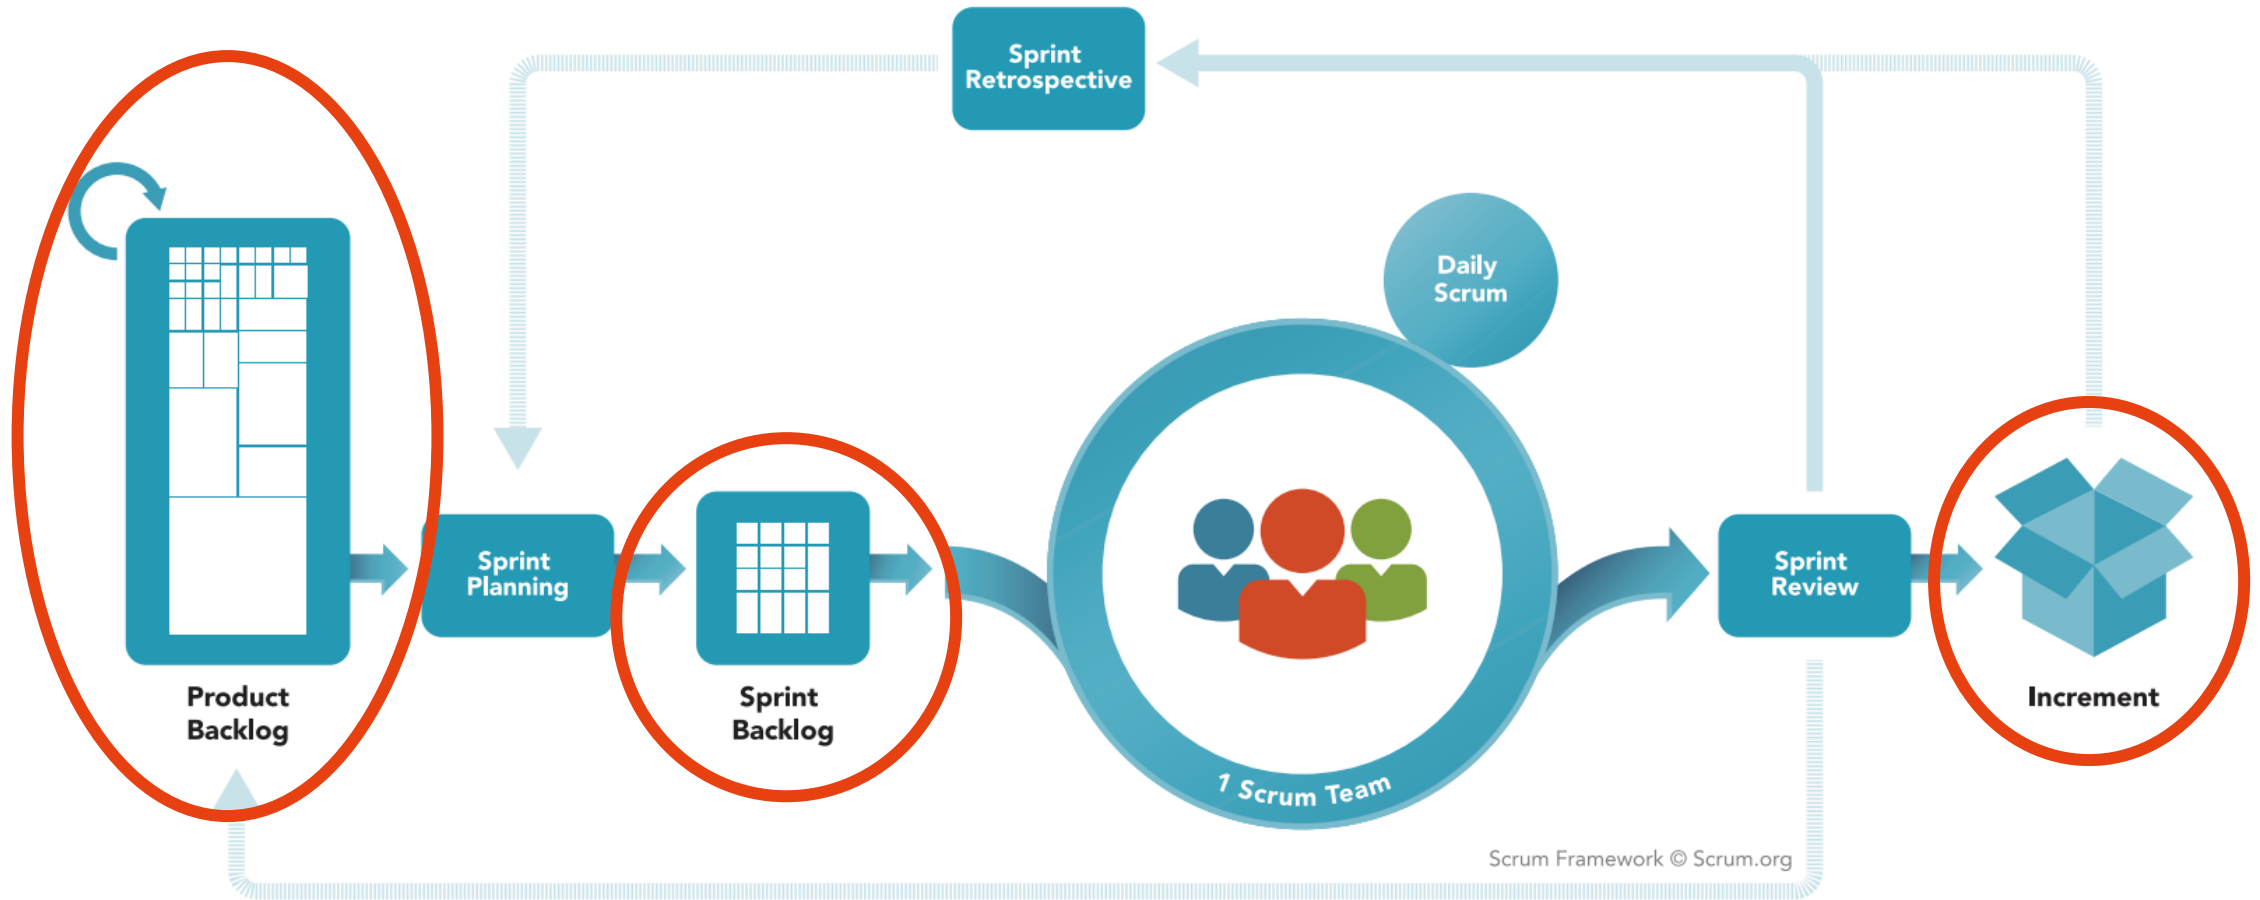 Sprint
Retrospective
Daily
Scrum
Sprint
Planning
Sprint
Review
Product
Backlog
Sprint
Backlog
Increment
1 Scrum Team
Scrum Framework © Scrum.org